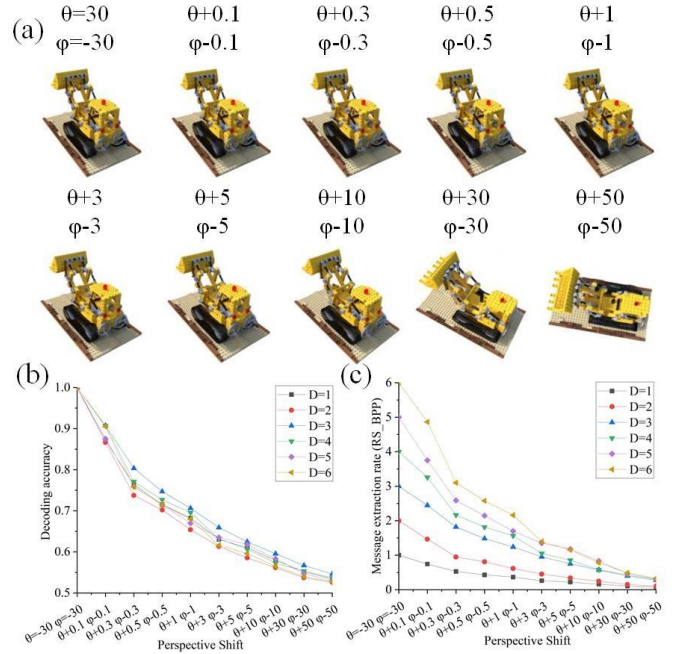 (a)
θ=30 θ+0.1 θ+0.3 θ+0.5 θ+1
φ=-30 φ-0.1 φ-0.3 φ-0.5 φ-1
θ+3 θ+5 θ+10 θ+30 θ+50
φ-3 φ-5 φ-10 φ-30 φ-50
(b)
1.0
0.9
0.8
0.7
0.6
0.5
Decoding accuracy
D=1
D=2
D=3
D=4
D=5
D=6
θ=-30 φ=-30
θ+0.1 φ-0.1
θ+0.3 φ-0.3
θ+0.5 φ-0.5
θ+1 φ-1
θ+3 φ-3
θ+5 φ-5
θ+10 φ-10
θ+30 φ-30
θ+50 φ-50
Perspective Shift
(c)
6
5
4
3
2
1
0
Message extraction rate (RS_BPP)
D=1
D=2
D=3
D=4
D=5
D=6
θ=-30 φ=-30
θ+0.1 φ-0.1
θ+0.3 φ-0.3
θ+0.5 φ-0.5
θ+1 φ-1
θ+3 φ-3
θ+5 φ-5
θ+10 φ-10
θ+30 φ-30
θ+50 φ-50
Perspective Shift